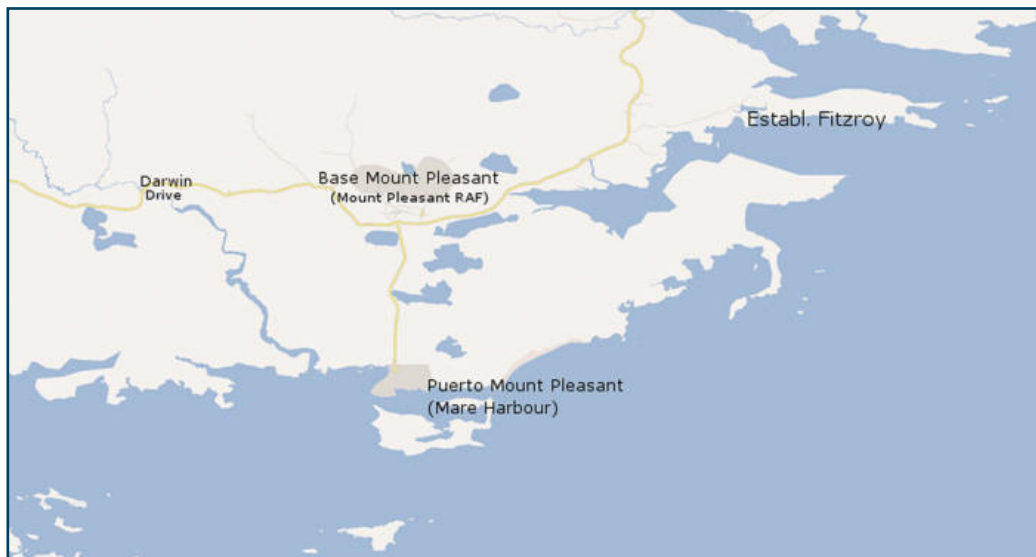 Establ. Fitzroy
Base Mount Pleasant
(Mount Pleasant RAF)
Darwin
Drive
Puerto Mount Pleasant
(Mare Harbour)